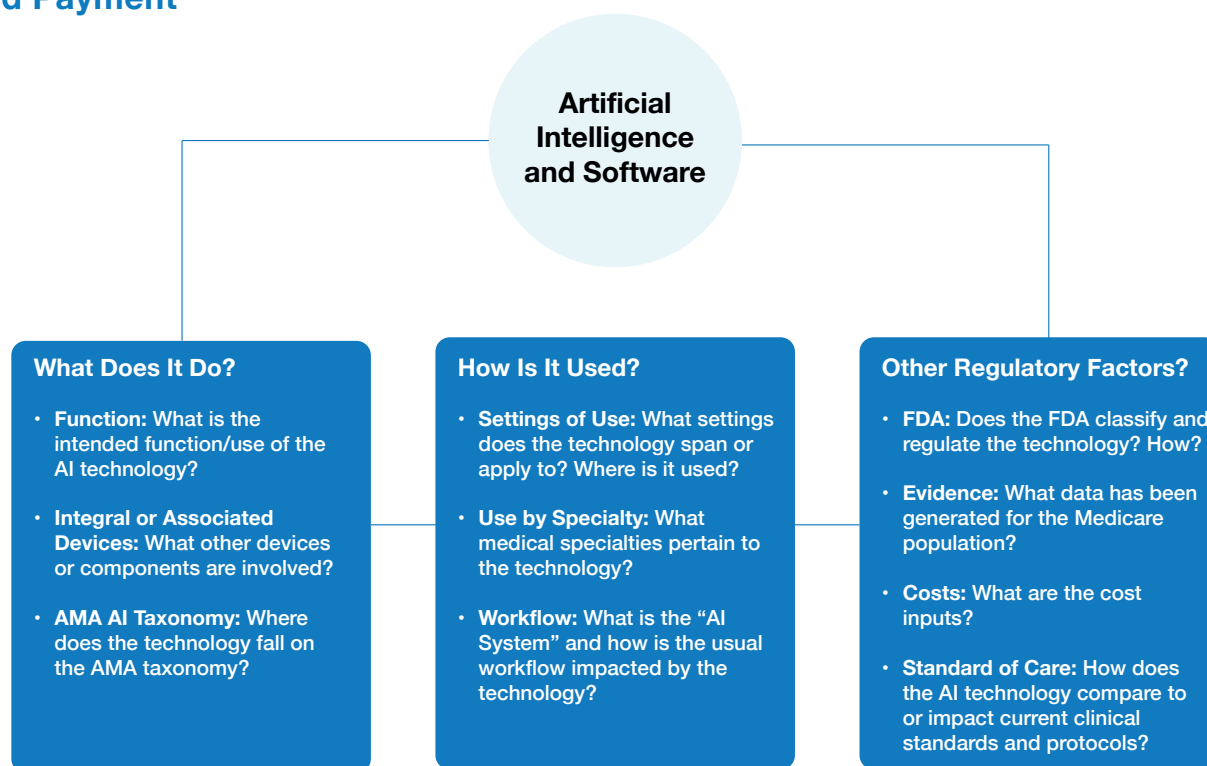 d Payment
Artificial
Intelligence
and Software
What Does It Do?
• Function: What is the
intended function/use of the
AI technology?
• Integral or Associated
Devices: What other devices
or components are involved?
• AMA AI Taxonomy: Where
does the technology fall on
the AMA taxonomy?
How Is It Used?
• Settings of Use: What settings
does the technology span or
apply to? Where is it used?
• Use by Specialty: What
medical specialties pertain to
the technology?
• Workflow: What is the “AI
System” and how is the usual
workflow impacted by the
technology?
Other Regulatory Factors?
• FDA: Does the FDA classify and
regulate the technology? How?
• Evidence: What data has been
generated for the Medicare
population?
• Costs: What are the cost
inputs?
• Standard of Care: How does
the AI technology compare to
or impact current clinical
standards and protocols?